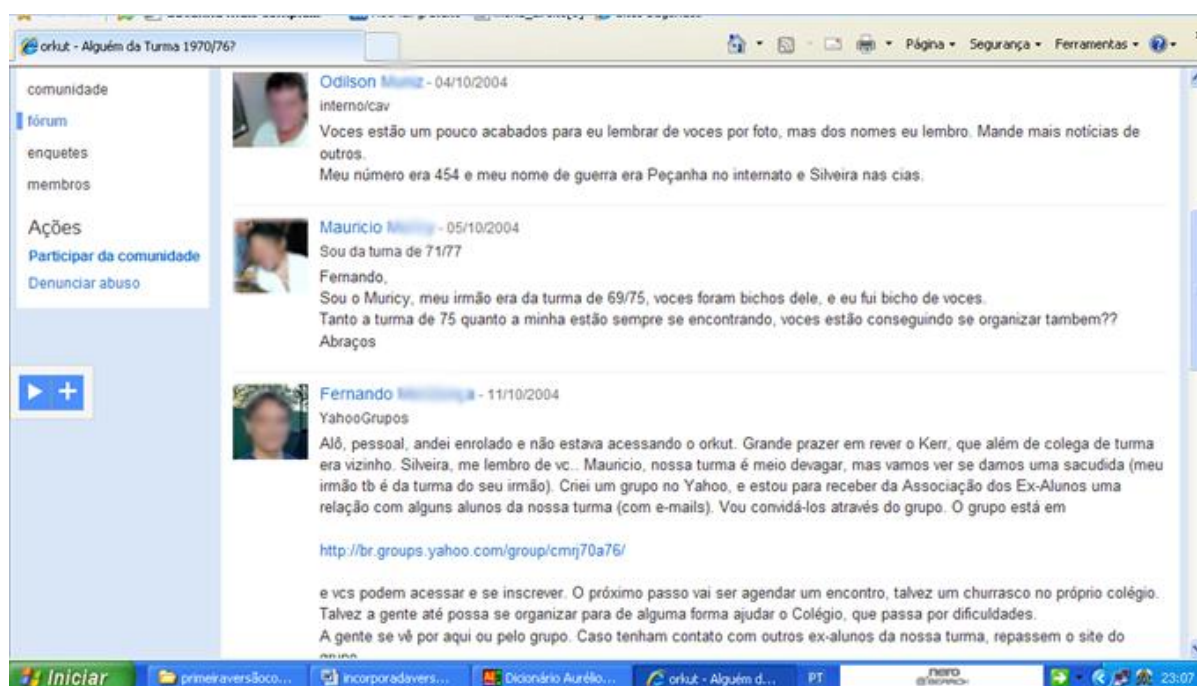 orkut - Alguém da Turma 1970/76?
Página
Segurança
Ferramentas
comunidade
fórum
enquetes
membros
Ações
Participar da comunidade
Denunciar abuso
Odilson - 04/10/2004
interno/cav
Voces estão um pouco acabados para eu lembrar de voces por foto, mas dos nomes eu lembro. Mande mais notícias de
outros.
Meu número era 454 e meu nome de guerra era Peçanha no internato e Silveira nas cias.
Mauricio - 05/10/2004
Sou da turma de 71/77
Fernando,
Sou o Muricy, meu irmão era da turma de 69/75, voces foram bichos dele, e eu fui bicho de voces.
Tanto a turma de 75 quanto a minha estão sempre se encontrando, voces estão conseguindo se organizar tambem??
Abraços
Fernando - 11/10/2004
YahooGrupos
Alô, pessoal, andei enrolado e não estava acessando o orkut. Grande prazer em rever o Kerr, que além de colega de turma
era vizinho. Silveira, me lembro de vc.. Mauricio, nossa turma é meio devagar, mas vamos ver se damos uma sacudida (meu
irmão tb é da turma do seu irmão). Criei um grupo no Yahoo, e estou para receber da Associação dos Ex-Alunos uma
relação com alguns alunos da nossa turma (com e-mails). Vou convidá-los através do grupo. O grupo está em
http://br.groups.yahoo.com/group/cmrj70a76/
e vcs podem acessar e se inscrever. O próximo passo vai ser agendar um encontro, talvez um churrasco no próprio colégio.
Talvez a gente até possa se organizar para de alguma forma ajudar o Colégio, que passa por dificuldades.
A gente se vê por aqui ou pelo grupo. Caso tenham contato com outros ex-alunos da nossa turma, repassem o site do
Iniciar
primeiraversãoco...
incorporadavers...
Dicionário Aurélio...
orkut - Alguém d...
PT
nero
23:07